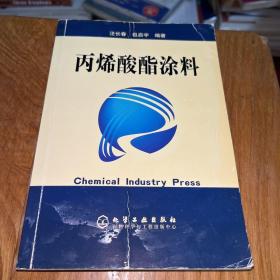 汪长春 包启宇 编著
丙烯酸酯涂料
Chemical Industry Press
化学工业出版社
材料科学与工程出版中心